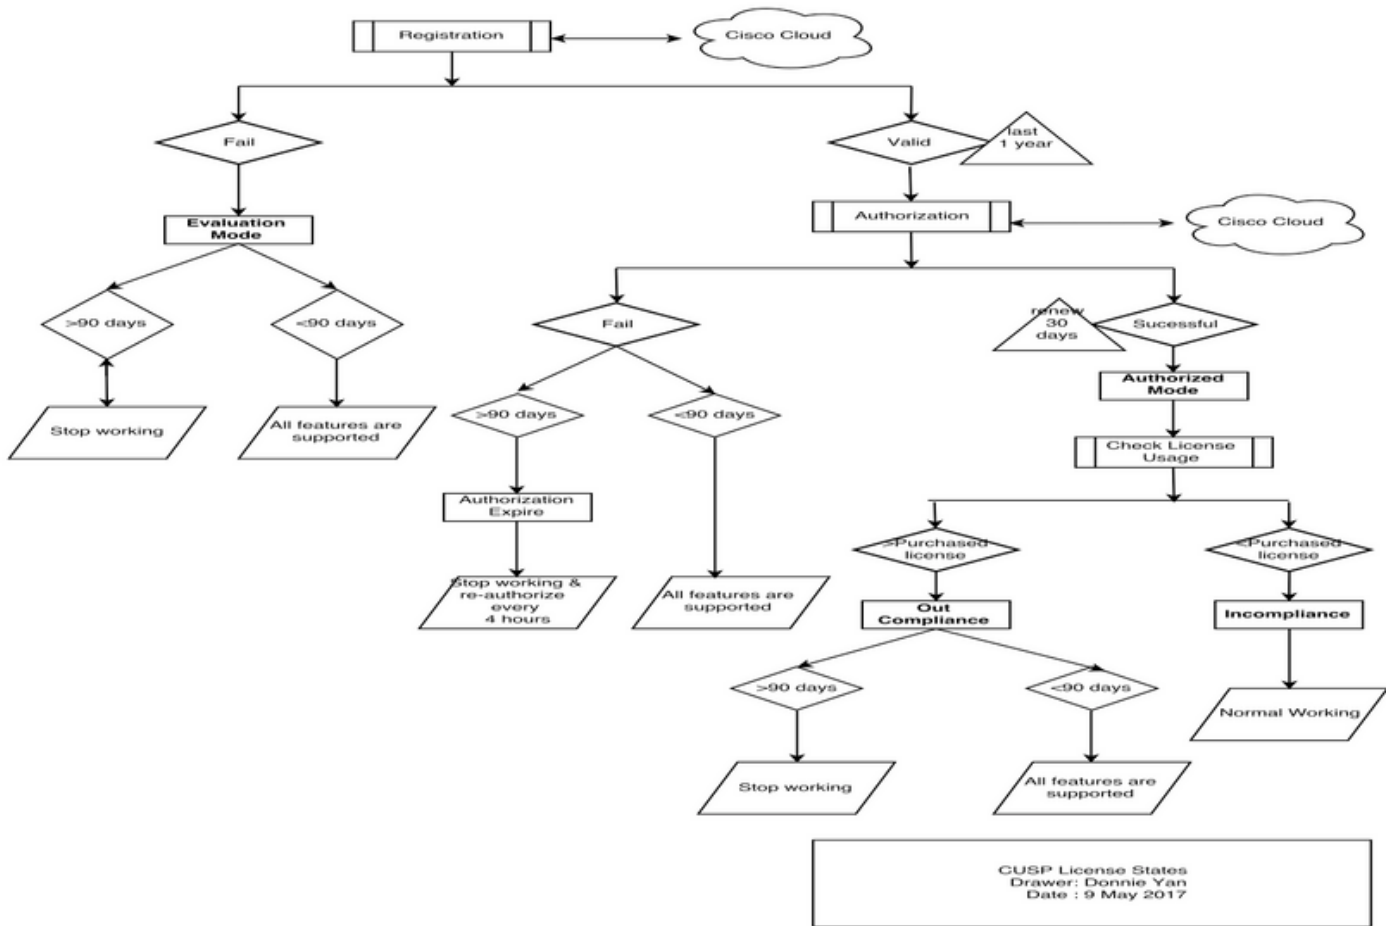 Registration
Cisco Cloud
Fail
Valid
last
1 year
Evaluation
Mode
Authorization
Cisco Cloud
>90 days
<90 days
Fail
renew
30
days
Sucessful
Authorized
Mode
Stop working
All features are
supported
>90 days
<90 days
Check License
Usage
Authorization
Expire
>Purchased
license
<Purchased
license
Stop working &
re-authorize
every
4 hours
All features are
supported
Out
Compliance
Incompliance
>90 days
<90 days
Normal Working
Stop working
All features are
supported
CUSP License States
Drawer: Donnie Yan
Date : 9 May 2017